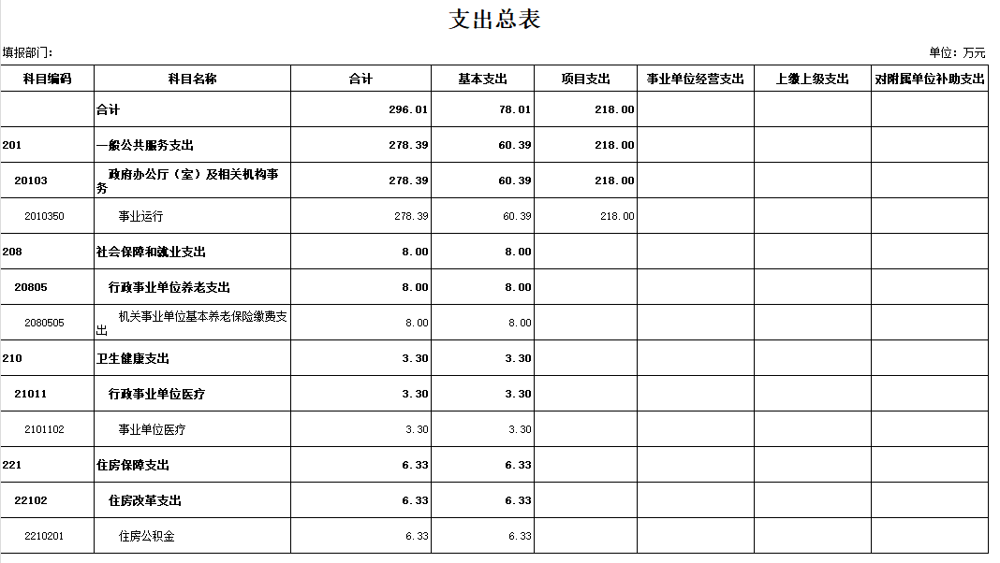 支出总表
填报部门： 单位：万元
科目编码 科目名称 合计 基本支出 项目支出 事业单位经营支出 上缴上级支出 对附属单位补助支出
合计 296.01 78.01 218.00
201 一般公共服务支出 278.39 60.39 218.00
20103 政府办公厅（室）及相关机构事
务 278.39 60.39 218.00
2010350 事业运行 278.39 60.39 218.00
208 社会保障和就业支出 8.00 8.00
20805 行政事业单位养老支出 8.00 8.00
2080505 机关事业单位基本养老保险缴费支
出 8.00 8.00
210 卫生健康支出 3.30 3.30
21011 行政事业单位医疗 3.30 3.30
2101102 事业单位医疗 3.30 3.30
221 住房保障支出 6.33 6.33
22102 住房改革支出 6.33 6.33
2210201 住房公积金 6.33 6.33